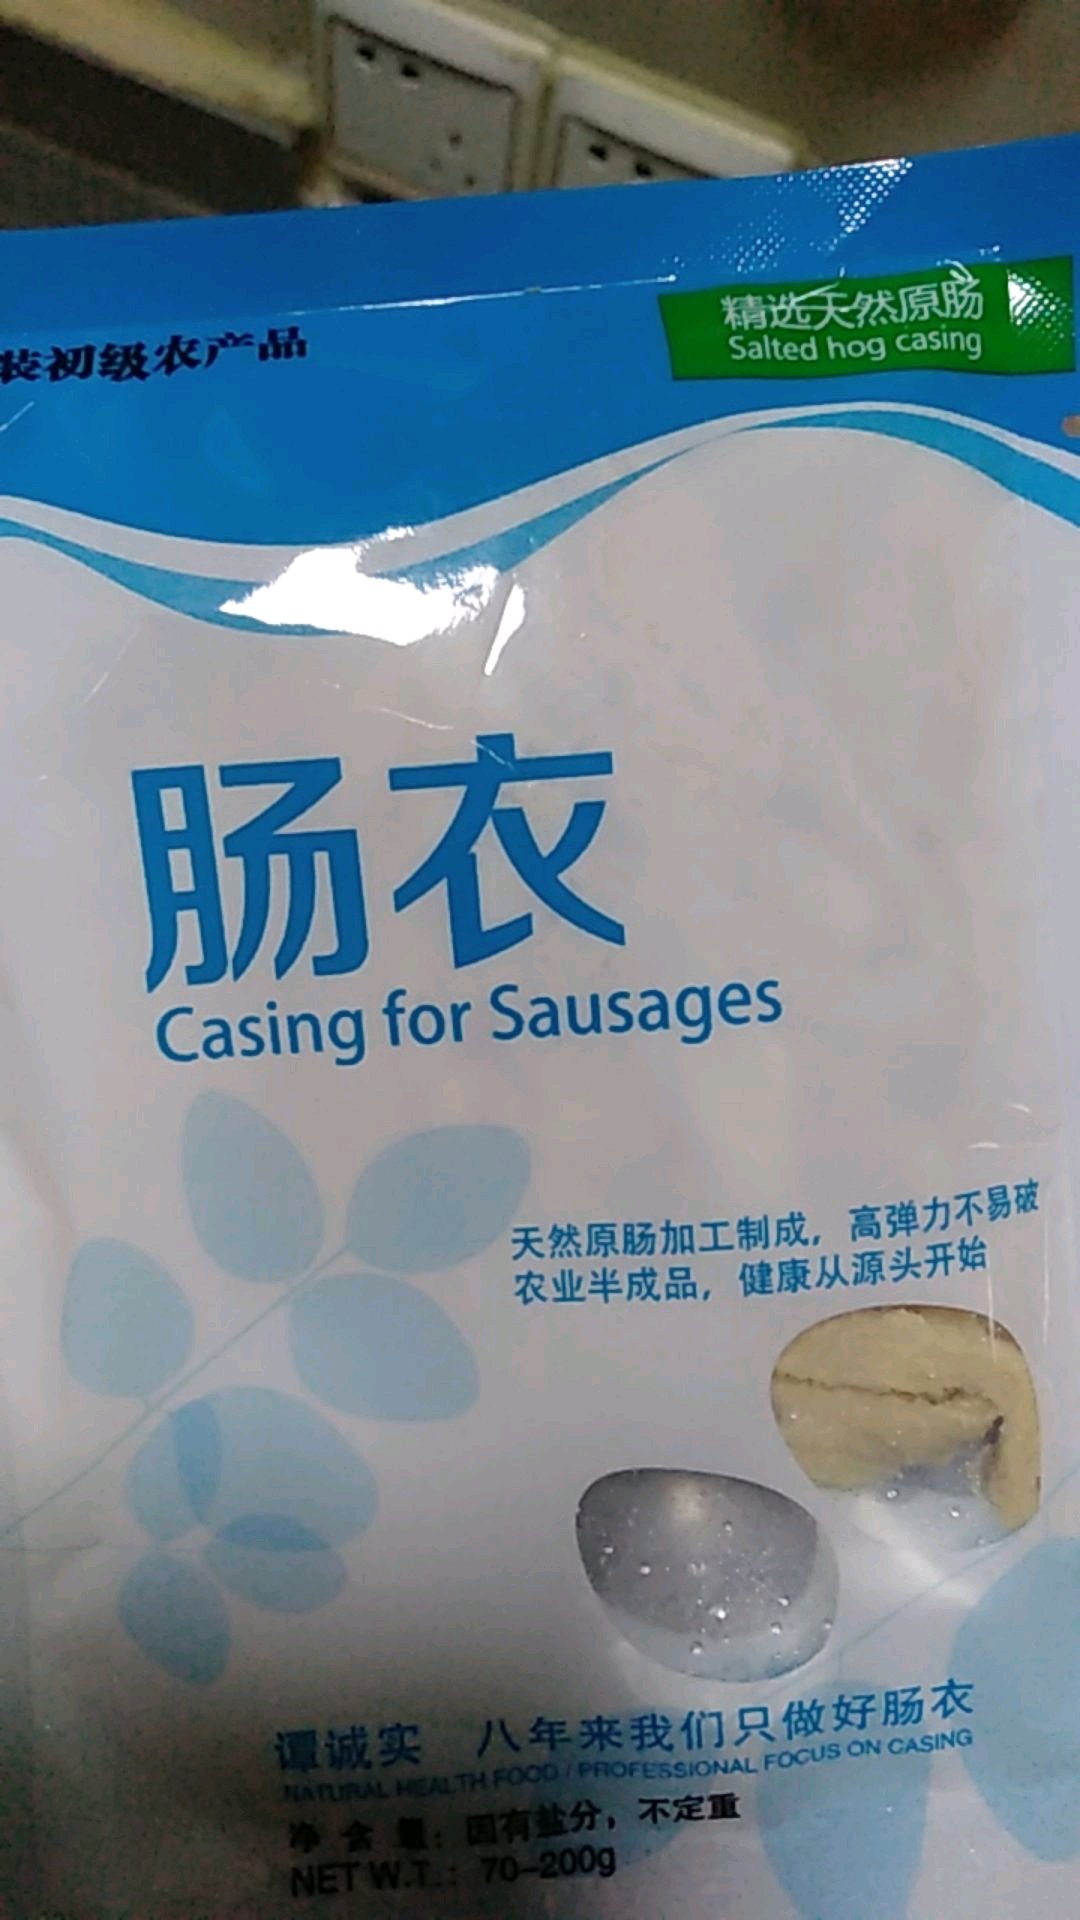 装初级农产品
精选天然原肠
Salted hog casing
肠衣
Casing for Sausages
天然原肠加工制成，高弹力不易破
农业半成品，健康从源头开始
谭诚实 八年来我们只做好肠衣
NATURAL HEALTH FOOD / PROFESSIONAL FOCUS ON CASING
净 含 量：固有盐分，不定重
NET W.T.：70–200g